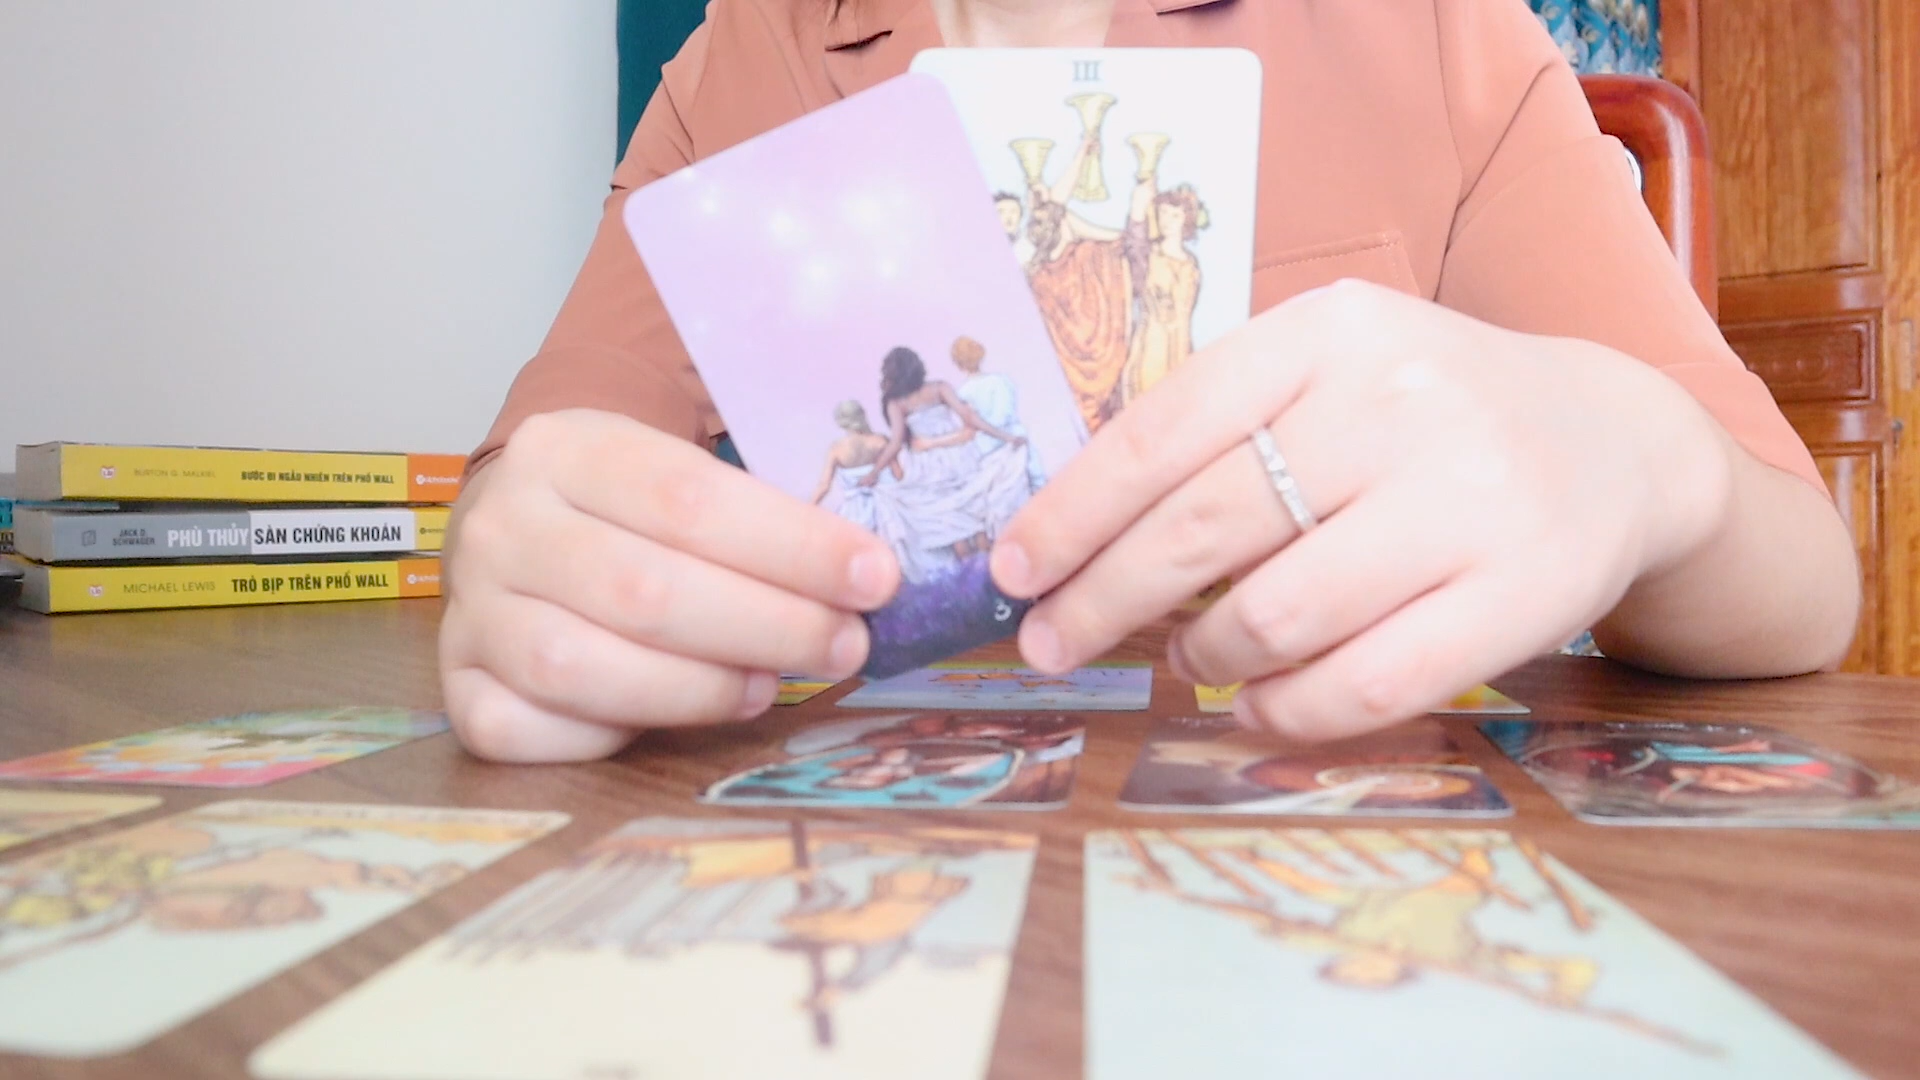 III
BURTON G. MALKIEL BƯỚC ĐI NGẪU NHIÊN TRÊN PHỐ WALL
JACK D.
SCHWAGER
PHÙ THỦY SÀN CHỨNG KHOÁN
MICHAEL LEWIS TRÒ BỊP TRÊN PHỐ WALL
3